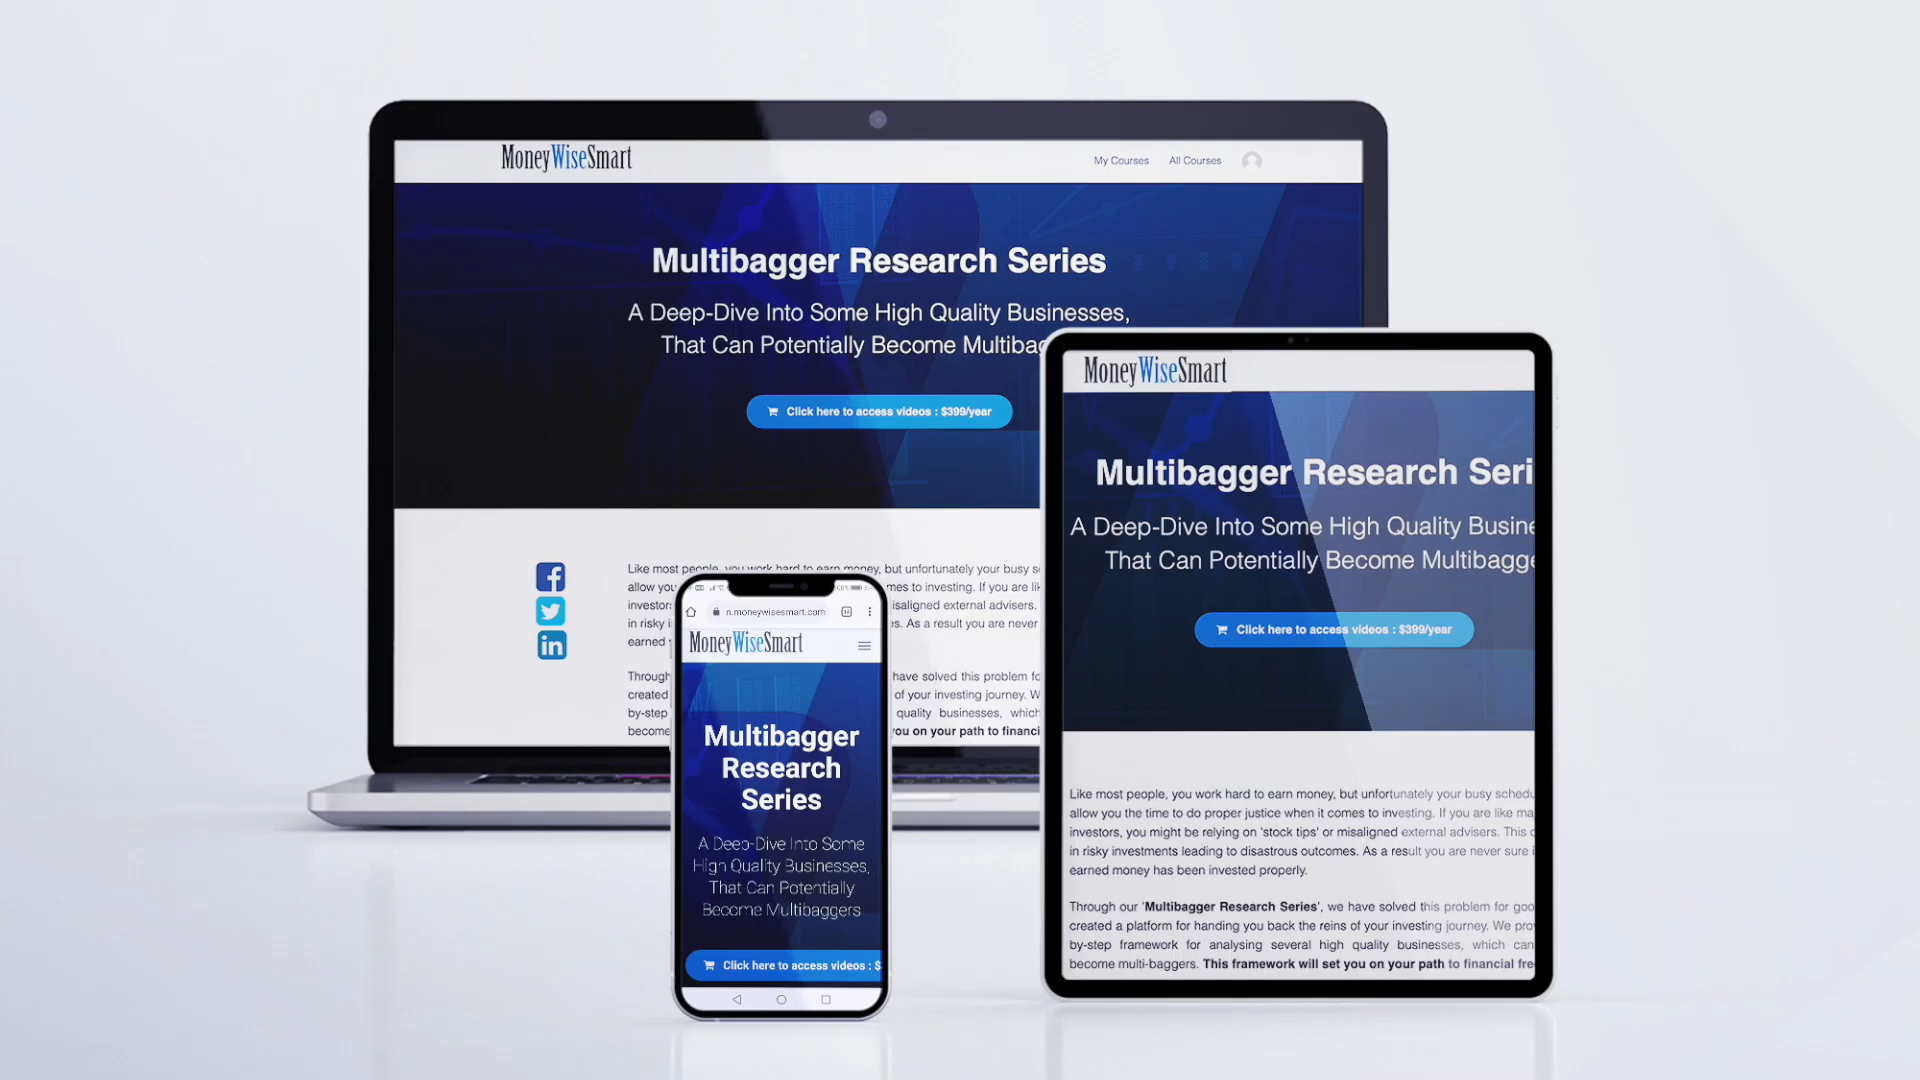 MoneyWiseSmart
My Courses All Courses
Multibagger Research Series
A Deep-Dive Into Some High Quality Businesses,
That Can Potentially Become Multibag
Click here to access videos : $399/year
Like most people, you work hard to earn money, but unfortunately your busy
allow you mes to investing. If you are
investors misaligned external advisers.
in risky s. As a result you are never
earned
Through have solved this problem
created of your investing journey.
by-step quality businesses, which
become you on your path to
n.moneywisesmart.com
MoneyWiseSmart
Multibagger
Research
Series
A Deep-Dive Into Some
High Quality Businesses,
That Can Potentially
Become Multibaggers
Click here to access videos : $
MoneyWiseSmart
Multibagger Research Seri
A Deep-Dive Into Some High Quality Busine
That Can Potentially Become Multibagge
Click here to access videos : $399/year
Like most people, you work hard to earn money, but unfortunately your busy schedu
allow you the time to do proper justice when it comes to investing. If you are like ma
investors, you might be relying on 'stock tips' or misaligned external advisers. This
in risky investments leading to disastrous outcomes. As a result you are never sure
earned money has been invested properly.
Through our 'Multibagger Research Series', we have solved this problem for goo
created a platform for handing you back the reins of your investing journey. We pro
by-step framework for analysing several high quality businesses, which can
become multi-baggers. This framework will set you on your path to financial fre